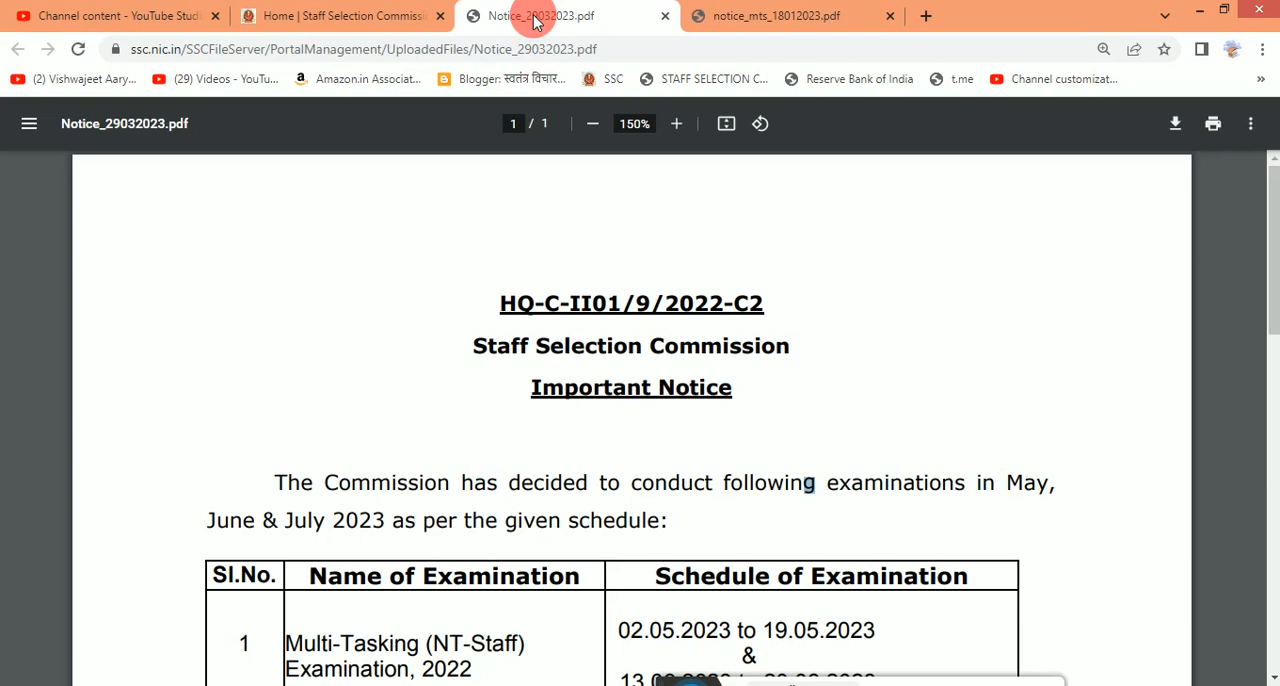 Channel content - YouTube Stud
Home | Staff Selection Commissi
Notice_29032023.pdf
notice_mts_18012023.pdf
ssc.nic.in/SSCFileServer/PortalManagement/UploadedFiles/Notice_29032023.pdf
(2) Vishwajeet Aary...
(29) Videos - YouTu...
Amazon.in Associat...
Blogger: स्वतंत्र विचार...
SSC
STAFF SELECTION C...
Reserve Bank of India
t.me
Channel customizat...
»
Notice_29032023.pdf
1 / 1
150%
HQ-C-II01/9/2022-C2
Staff Selection Commission
Important Notice
The Commission has decided to conduct following examinations in May,
June & July 2023 as per the given schedule:
Sl.No. Name of Examination Schedule of Examination
1 Multi-Tasking (NT-Staff)
Examination, 2022
02.05.2023 to 19.05.2023
&